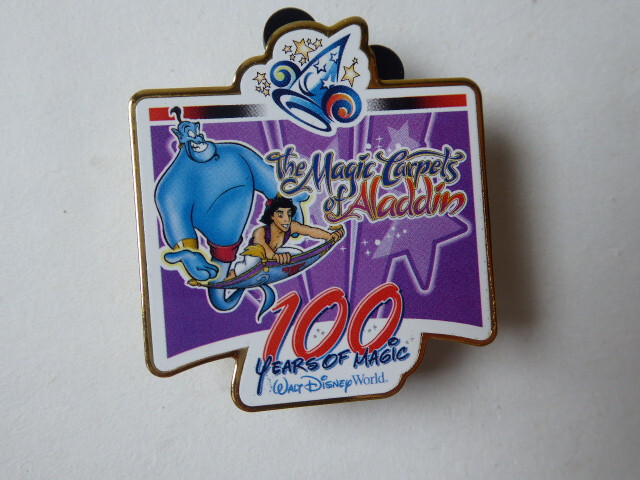 the Magic Carpets
of Aladdin
100
YEARS OF MAGIC
WALT DISNEY World